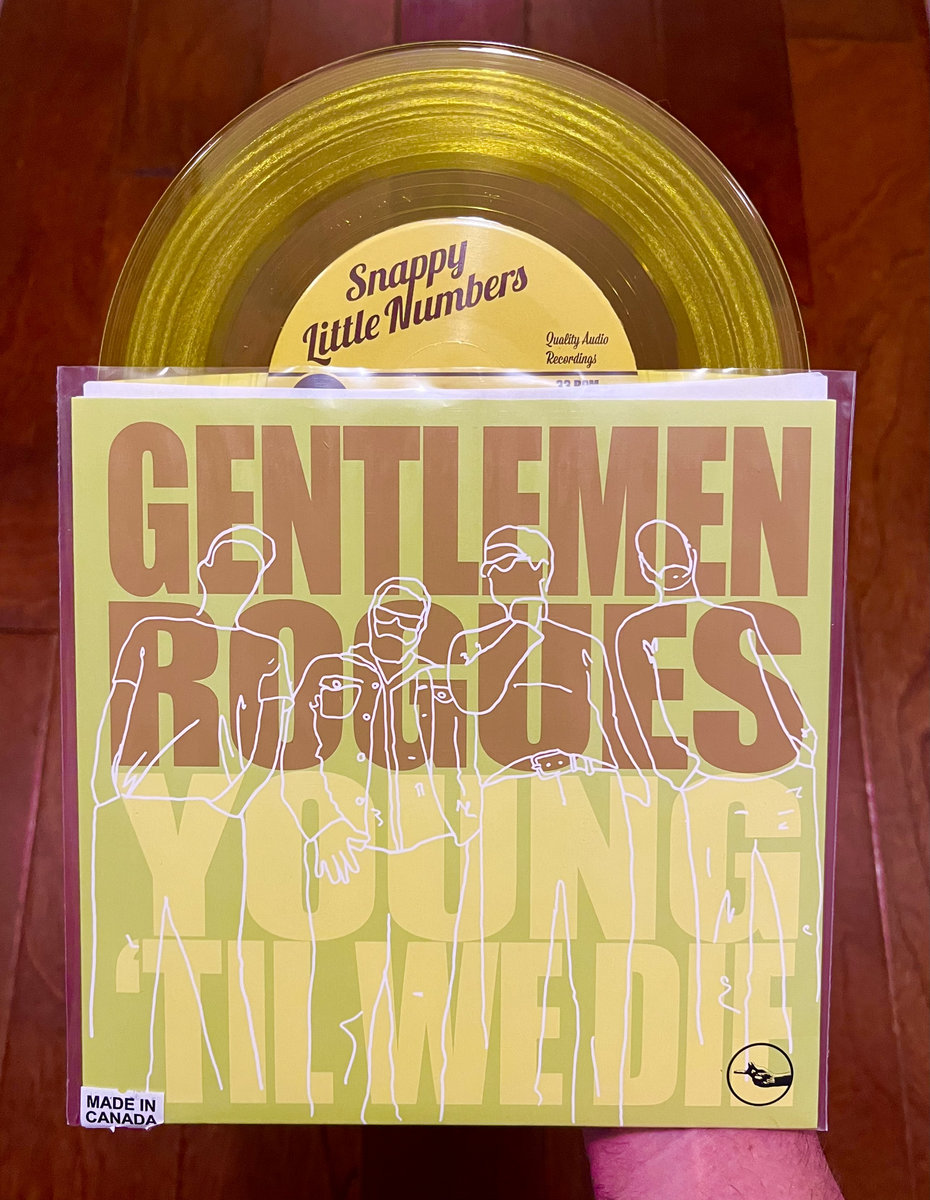 Snappy
Little Numbers
Quality Audio
Recordings
33 RPM
GENTLEMEN
ROGUES
YOUNG
'TIL WE DIE
MADE IN
CANADA